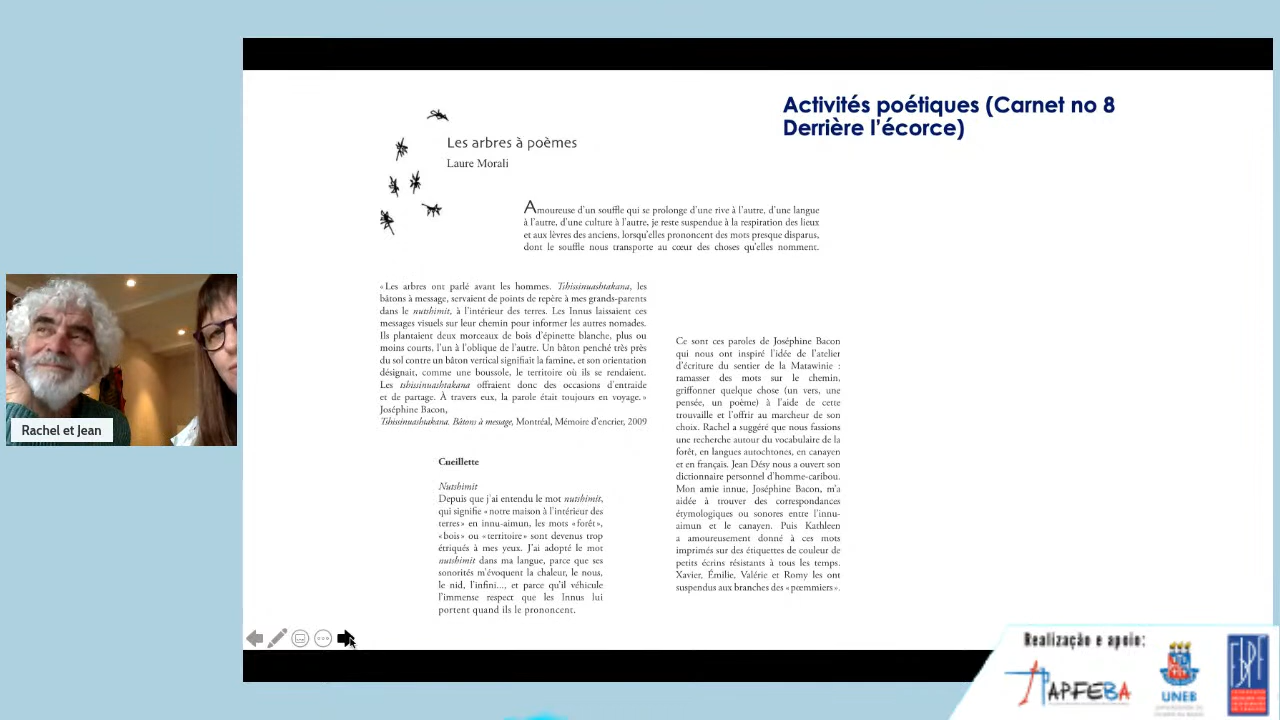 Activités poétiques (Carnet no 8
Derrière l'écorce)
Les arbres à poèmes
Laure Morali
Amoureuse d'un souffle qui se prolonge d'une rive à l'autre, d'une langue
à l'autre, d'une culture à l'autre, je reste suspendue à la respiration des lieux
et aux lèvres des anciens, lorsqu'elles prononcent des mots presque disparus,
dont le souffle nous transporte au cœur des choses qu'elles nomment.
« Les arbres ont parlé avant les hommes. Tshissinuashtakana, les
bâtons à message, servaient de points de repère à mes grands-parents
dans le nutshimit, à l'intérieur des terres. Les Innus laissaient ces
messages visuels sur leur chemin pour informer les autres nomades.
Ils plantaient deux morceaux de bois d'épinette blanche, plus ou
moins courts, l'un à l'oblique de l'autre. Un bâton penché très près
du sol contre un bâton vertical signifiait la famine, et son orientation
désignait, comme une boussole, le territoire où ils se rendaient.
Les tshissinuashtakana offraient donc des occasions d'entraide
et de partage. À travers eux, la parole était toujours en voyage. »
Joséphine Bacon,
Tshissinuashtakana. Bâtons à message, Montréal, Mémoire d'encrier, 2009
Cueillette
Nutshimit
Depuis que j'ai entendu le mot nutshimit,
qui signifie « notre maison à l'intérieur des
terres » en innu-aimun, les mots « forêt »,
« bois » ou « territoire » sont devenus trop
étriqués à mes yeux. J'ai adopté le mot
nutshimit dans ma langue, parce que ses
sonorités m'évoquent la chaleur, le nous,
le nid, l'infini..., et parce qu'il véhicule
l'immense respect que les Innus lui
portent quand ils le prononcent.
Ce sont ces paroles de Joséphine Bacon
qui nous ont inspiré l'idée de l'atelier
d'écriture du sentier de la Matawinie :
ramasser des mots sur le chemin,
griffonner quelque chose (un vers, une
pensée, un poème) à l'aide de cette
trouvaille et l'offrir au marcheur de son
choix. Rachel a suggéré que nous fassions
une recherche autour du vocabulaire de la
forêt, en langues autochtones, en canayen
et en français. Jean Désy nous a ouvert son
dictionnaire personnel d'homme-caribou.
Mon amie innue, Joséphine Bacon, m'a
aidée à trouver des correspondances
étymologiques ou sonores entre l'innu-
aimun et le canayen. Puis Kathleen
a amoureusement donné à ces mots
imprimés sur des étiquettes de couleur de
petits écrins résistants à tous les temps.
Xavier, Émilie, Valérie et Romy les ont
suspendus aux branches des « pœmmiers ».
Rachel et Jean
Realização e apoio:
APFEBA
UNEB